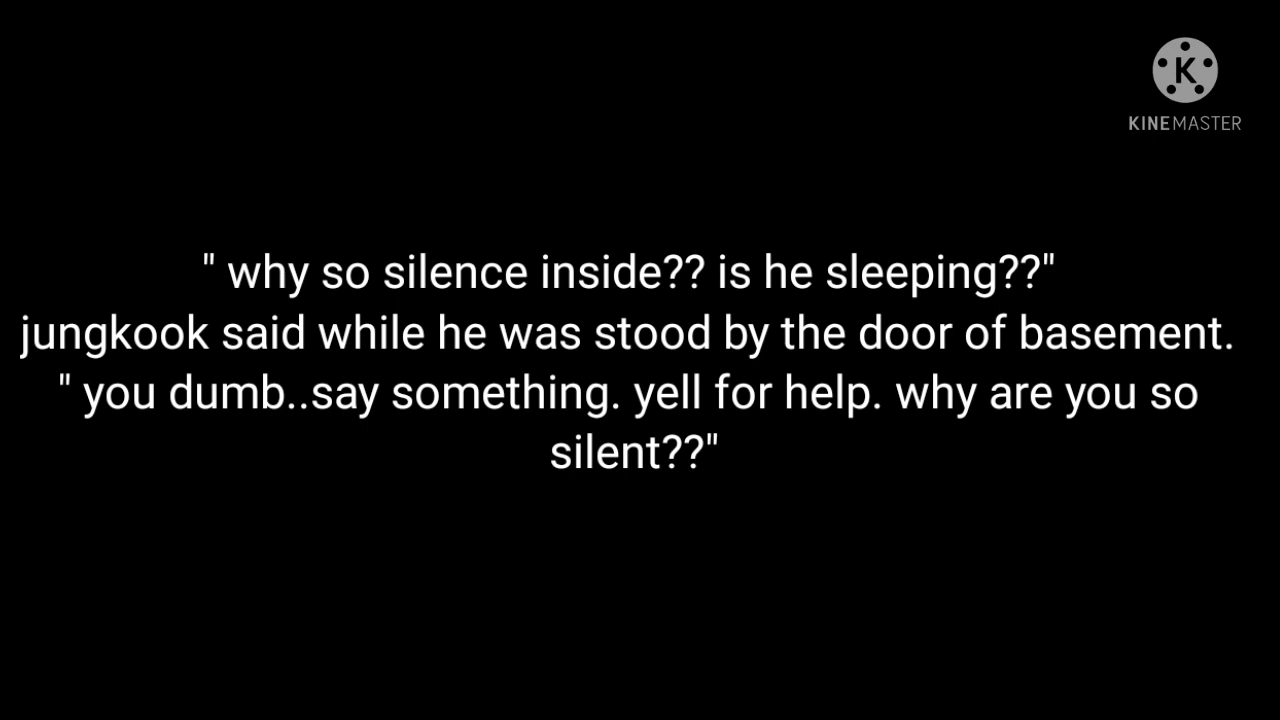 K
KINEMASTER
" why so silence inside?? is he sleeping??"
jungkook said while he was stood by the door of basement.
" you dumb..say something. yell for help. why are you so
silent??"